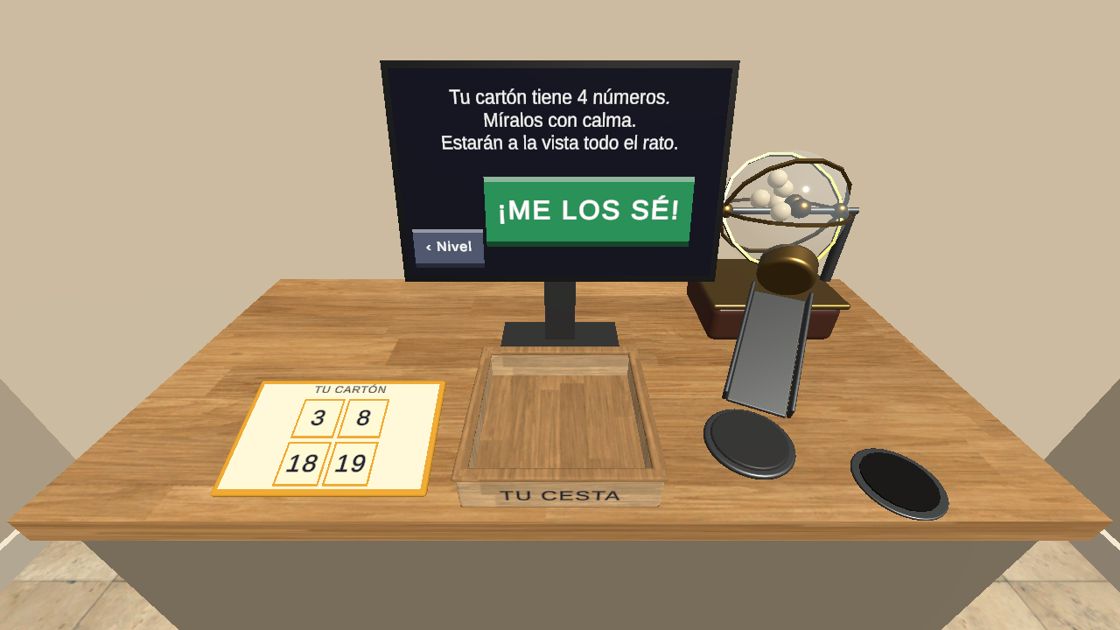 Tu cartón tiene 4 números.
Míralos con calma.
Estarán a la vista todo el rato.
¡ME LOS SÉ!
‹ Nivel
TU CARTÓN
3 8
18 19
TU CESTA